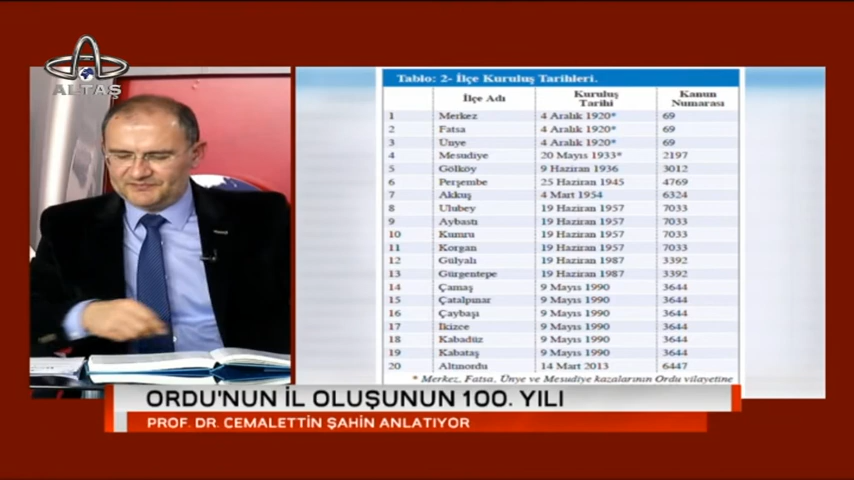 ALTAŞ
Tablo: 2- İlçe Kuruluş Tarihleri.
İlçe Adı Kuruluş Tarihi Kanun Numarası
1 Merkez 4 Aralık 1920* 69
2 Fatsa 4 Aralık 1920* 69
3 Ünye 4 Aralık 1920* 69
4 Mesudiye 20 Mayıs 1933* 2197
5 Gölköy 9 Haziran 1936 3012
6 Perşembe 25 Haziran 1945 4769
7 Akkuş 4 Mart 1954 6324
8 Ulubey 19 Haziran 1957 7033
9 Aybastı 19 Haziran 1957 7033
10 Kumru 19 Haziran 1957 7033
11 Korgan 19 Haziran 1957 7033
12 Gülyalı 19 Haziran 1987 3392
13 Gürgentepe 19 Haziran 1987 3392
14 Çamaş 9 Mayıs 1990 3644
15 Çatalpınar 9 Mayıs 1990 3644
16 Çaybaşı 9 Mayıs 1990 3644
17 İkizce 9 Mayıs 1990 3644
18 Kabadüz 9 Mayıs 1990 3644
19 Kabataş 9 Mayıs 1990 3644
20 Altınordu 14 Mart 2013 6447
* Merkez, Fatsa, Ünye ve Mesudiye kazalarının Ordu vilayetine
ORDU'NUN İL OLUŞUNUN 100. YILI
PROF. DR. CEMALETTİN ŞAHİN ANLATIYOR